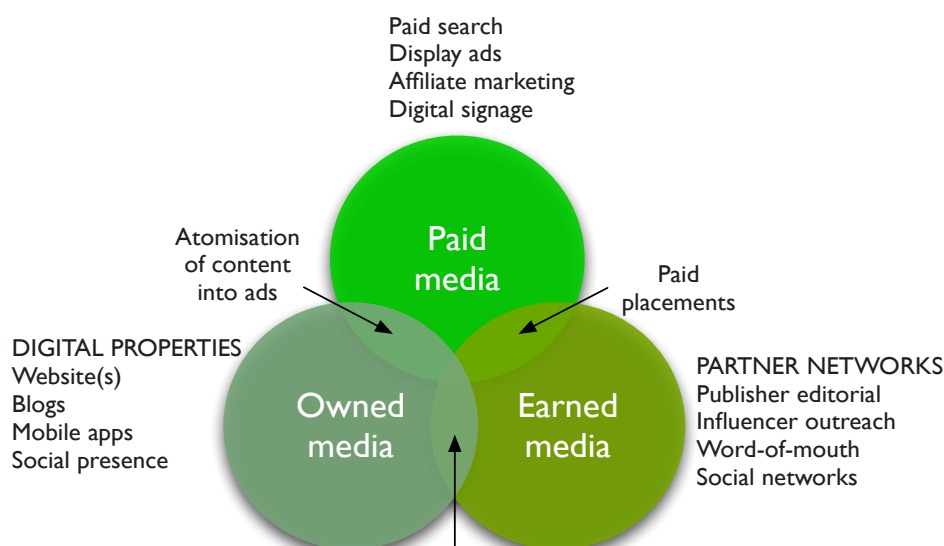 Paid search
Display ads
Affiliate marketing
Digital signage
Paid
media
Atomisation
of content
into ads
Paid
placements
DIGITAL PROPERTIES
Website(s)
Blogs
Mobile apps
Social presence
Owned
media
Earned
media
PARTNER NETWORKS
Publisher editorial
Influencer outreach
Word-of-mouth
Social networks